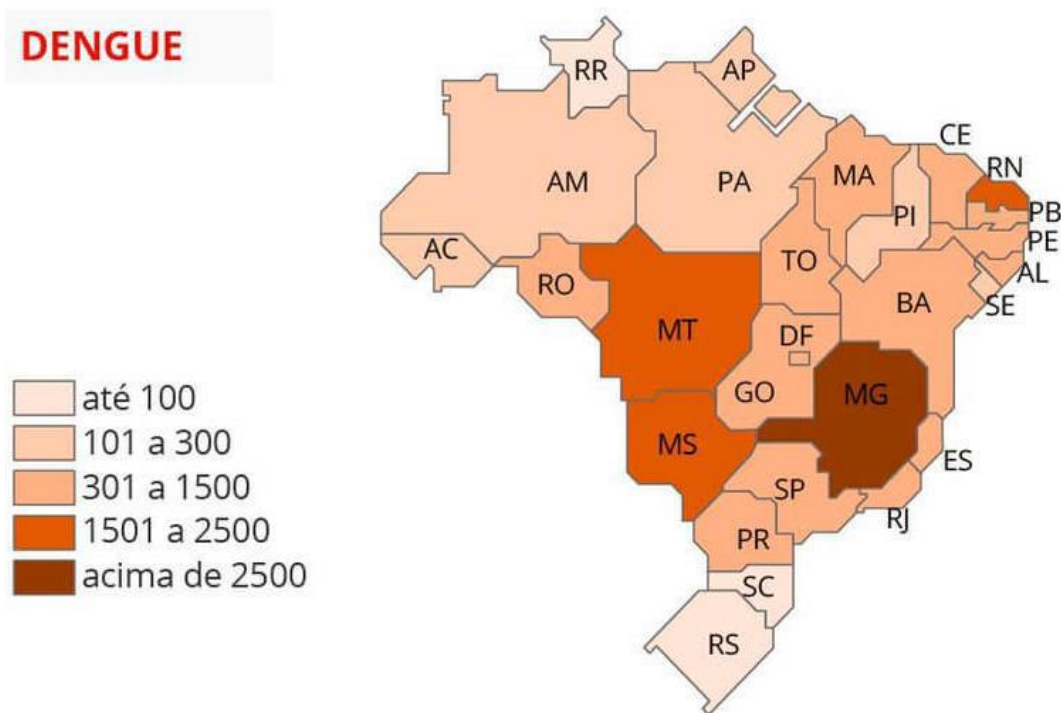 DENGUE
RR
AP
CE
RN
AM
PA
MA
PI
PB
PE
AC
TO
AL
RO
BA
SE
MT
DF
GO
MG
MS
ES
SP
RJ
PR
SC
RS
até 100
101 a 300
301 a 1500
1501 a 2500
acima de 2500